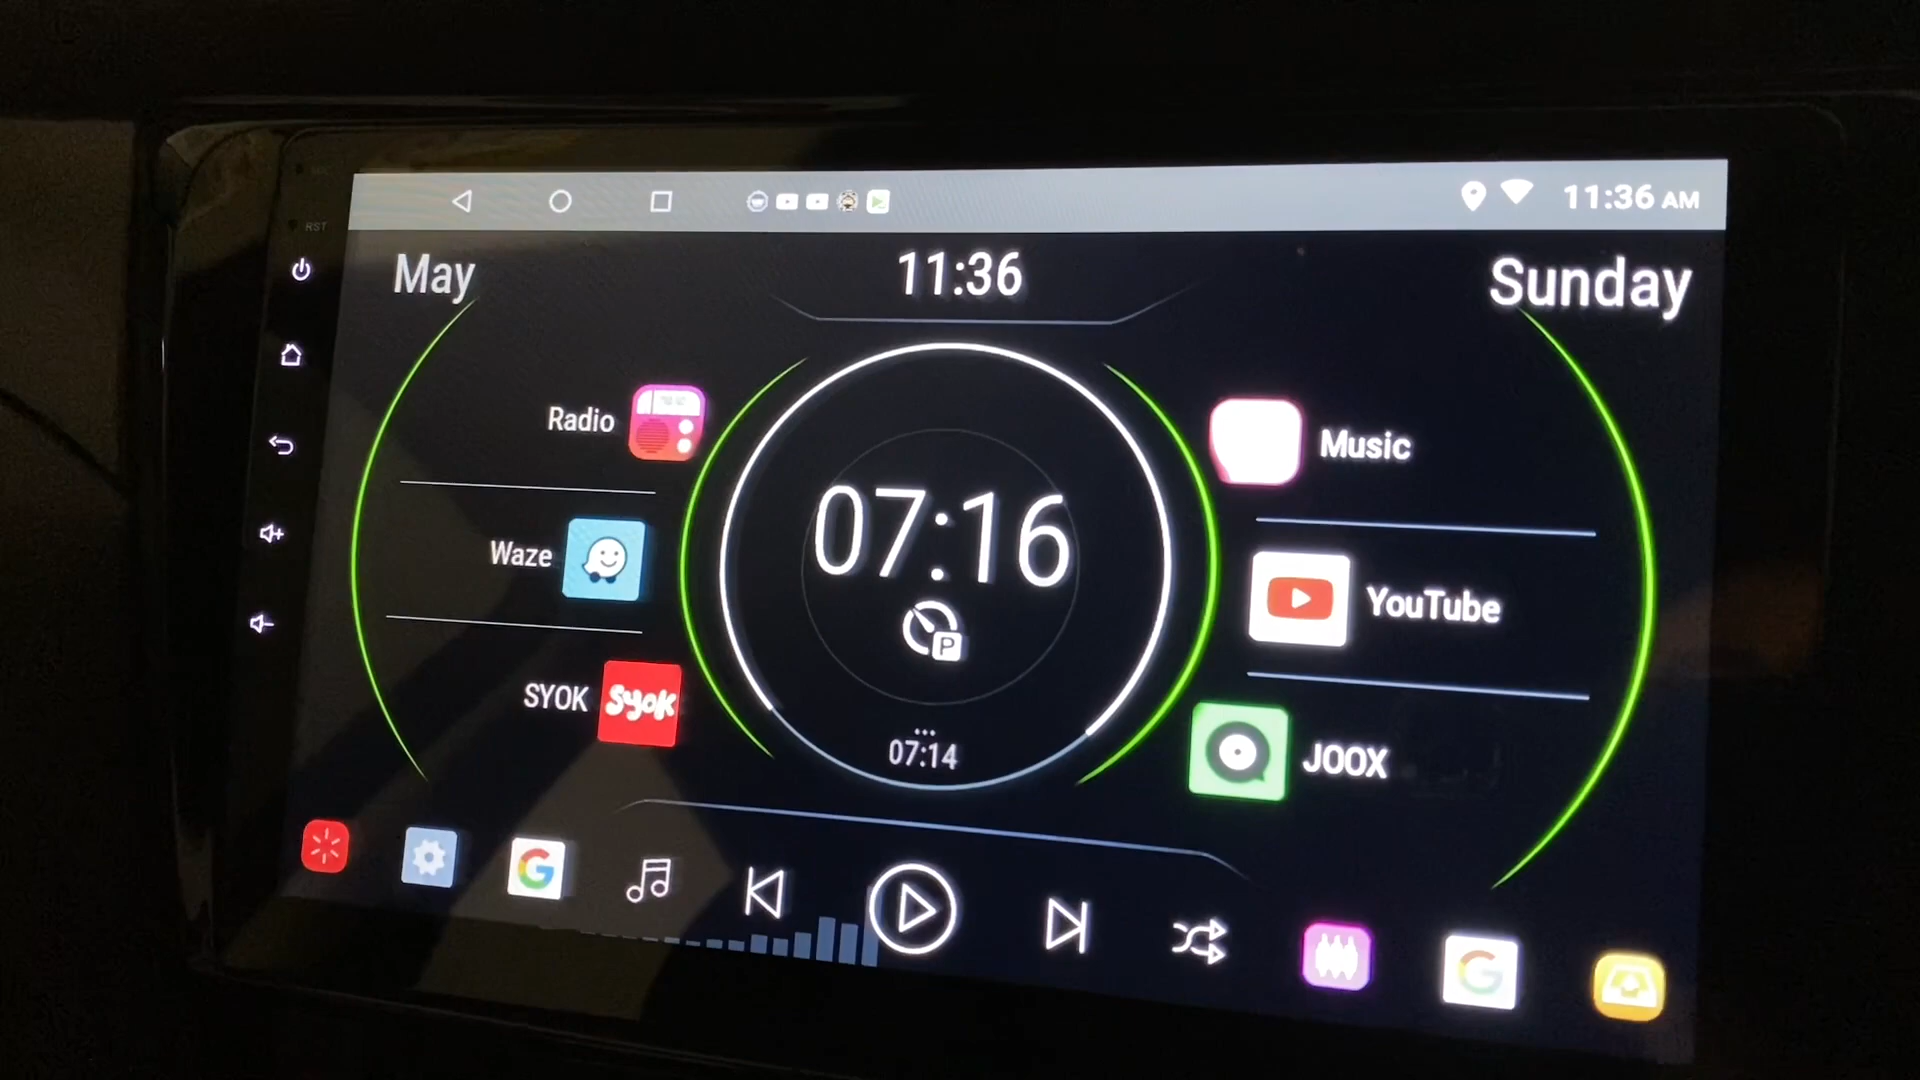 11:36 AM
RST
May
11:36
Sunday
Radio
Music
07:16
Waze
YouTube
P
SYOK
Syok
07:14
JOOX
G
G